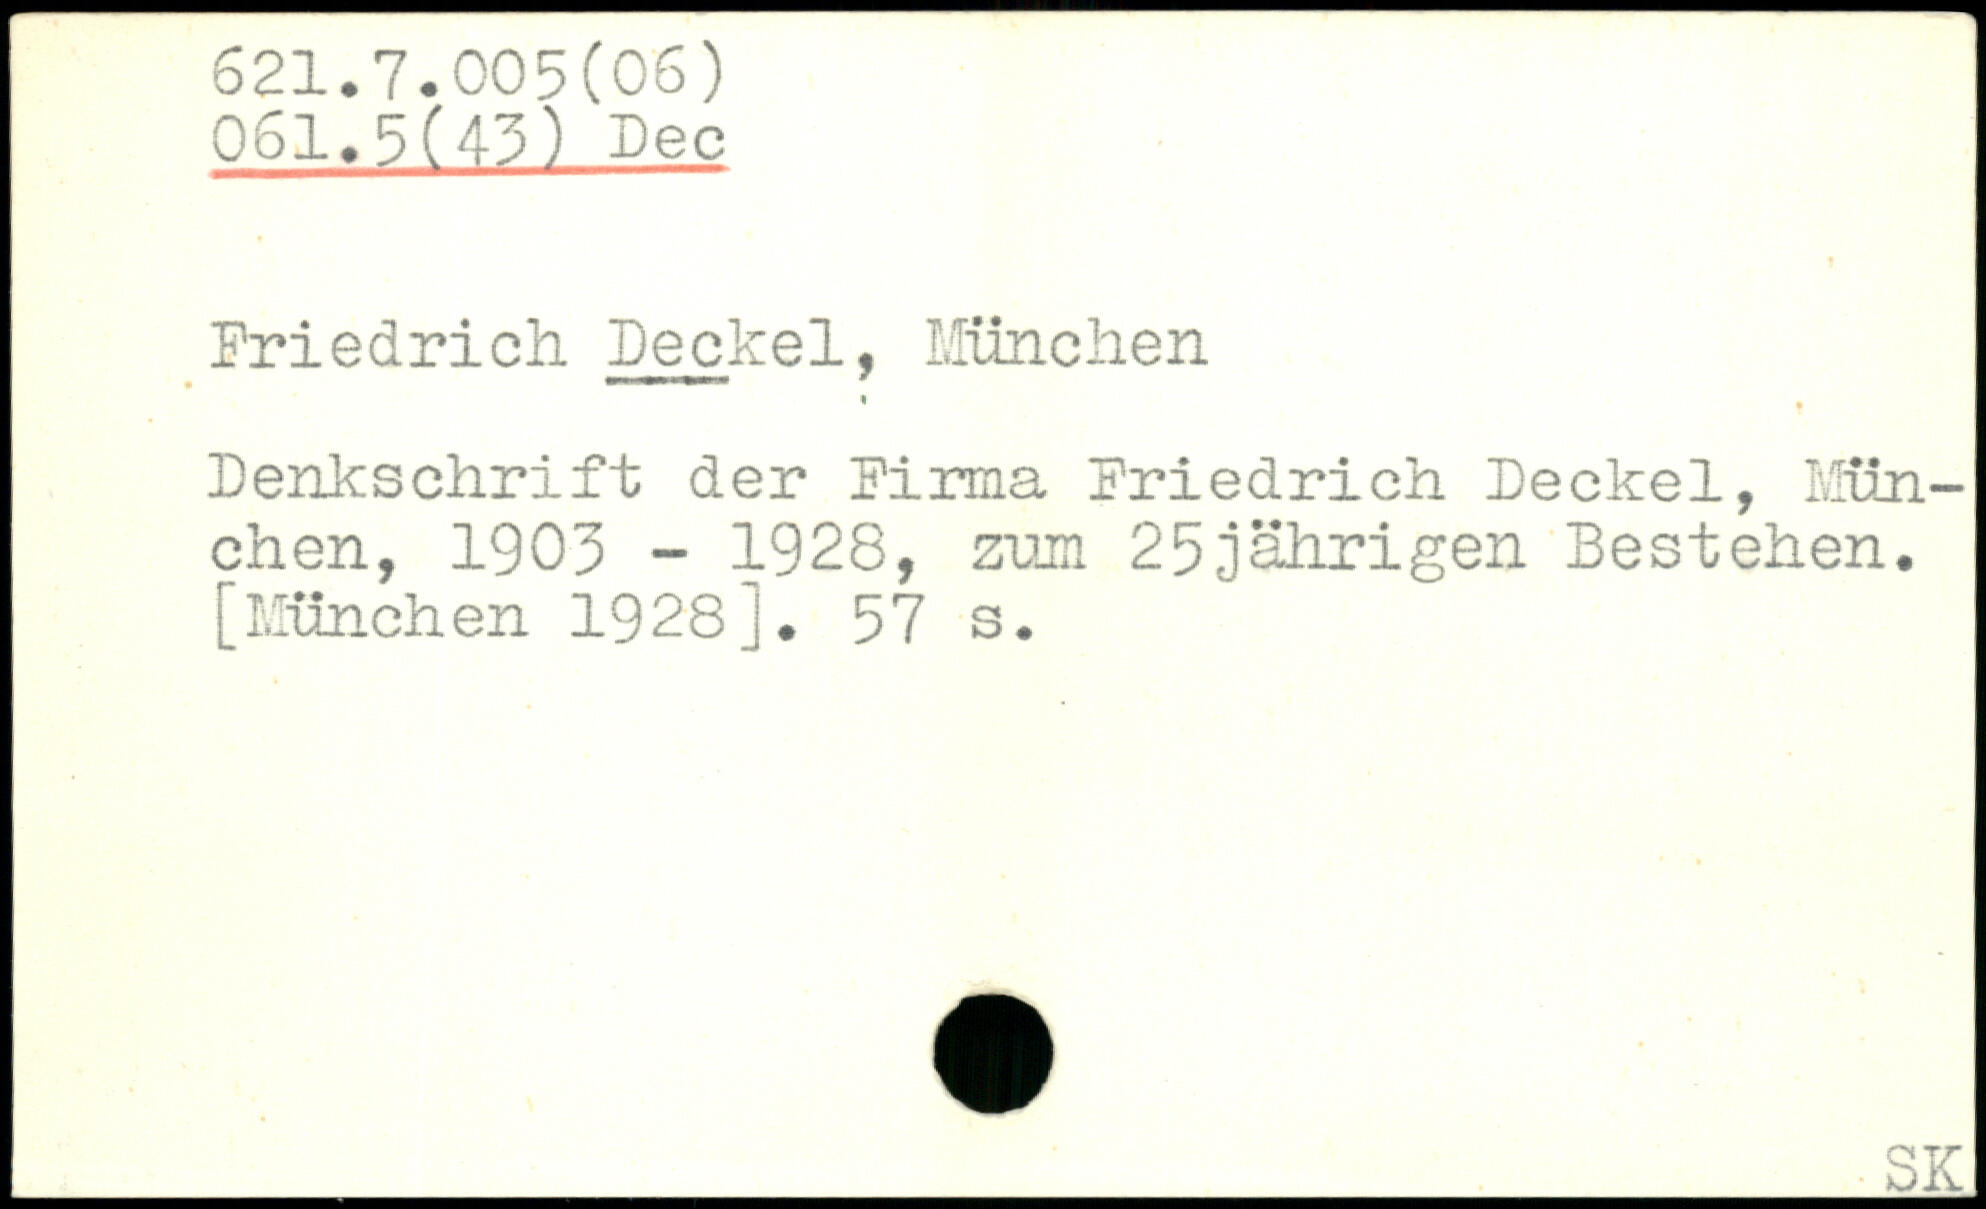 621.7.005(06)
061.5(43) Dec
Friedrich Deckel, München
Denkschrift der Firma Friedrich Deckel, Mün-
chen, 1903 - 1928, zum 25jährigen Bestehen.
[München 1928]. 57 s.
SK